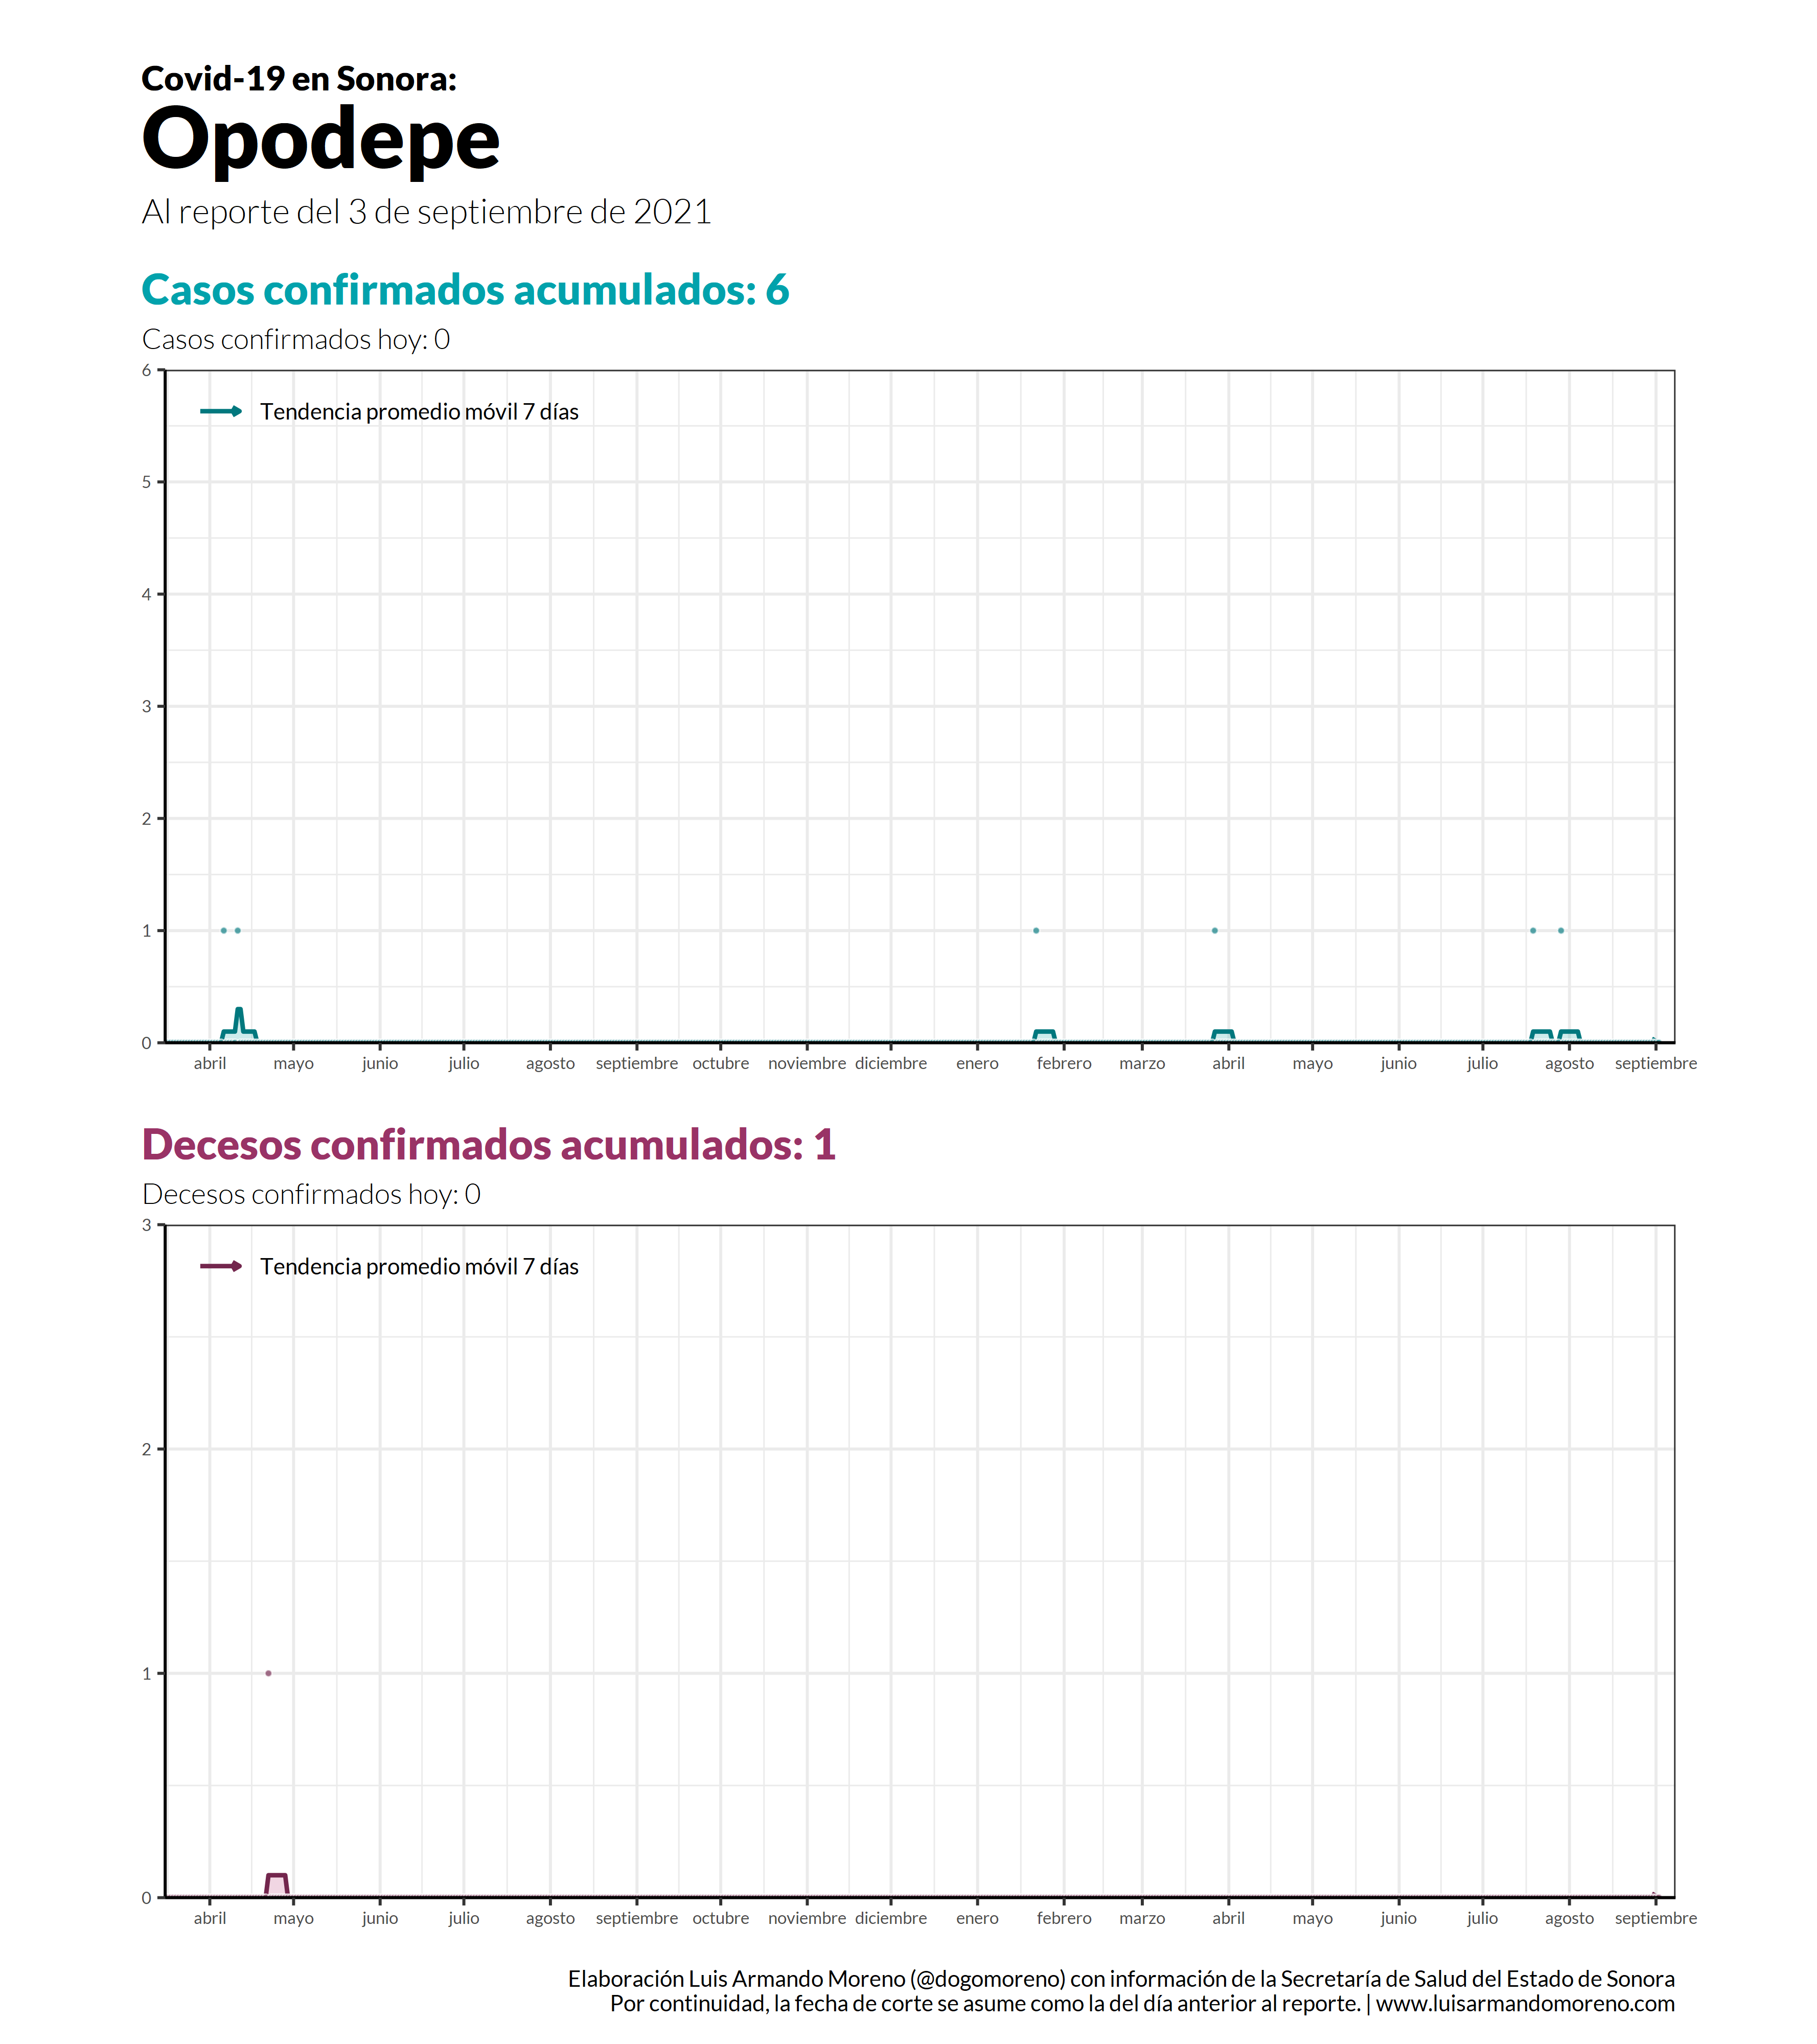 Covid-19 en Sonora:
Opodepe
Al reporte del 3 de septiembre de 2021
Casos confirmados acumulados: 6
Casos confirmados hoy: 0
6
Tendencia promedio móvil 7 días
5
4
3
2
1
0
abril mayo junio julio agosto septiembre octubre noviembre diciembre enero febrero marzo abril mayo junio julio agosto septiembre
Decesos confirmados acumulados: 1
Decesos confirmados hoy: 0
3
Tendencia promedio móvil 7 días
2
1
0
abril mayo junio julio agosto septiembre octubre noviembre diciembre enero febrero marzo abril mayo junio julio agosto septiembre
Elaboración Luis Armando Moreno (@dogomoreno) con información de la Secretaría de Salud del Estado de Sonora
Por continuidad, la fecha de corte se asume como la del día anterior al reporte. | www.luisarmandomoreno.com